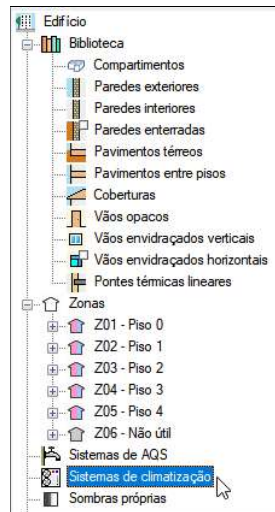 Edifício
Biblioteca
Compartimentos
Paredes exteriores
Paredes interiores
Paredes enterradas
Pavimentos térreos
Pavimentos entre pisos
Coberturas
Vãos opacos
Vãos envidraçados verticais
Vãos envidraçados horizontais
Pontes térmicas lineares
Zonas
Z01 - Piso 0
Z02 - Piso 1
Z03 - Piso 2
Z04 - Piso 3
Z05 - Piso 4
Z06 - Não útil
Sistemas de AQS
Sistemas de climatização
Sombras próprias